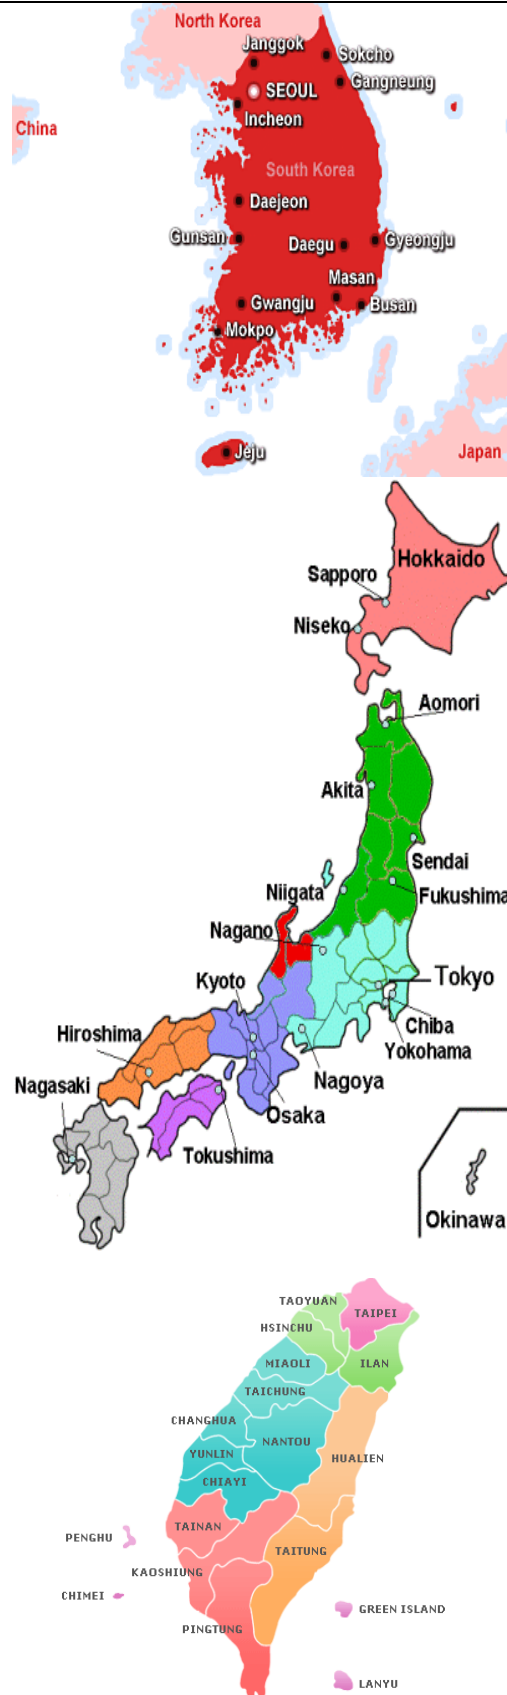 North Korea
Janggok
Sokcho
Gangneung
SEOUL
Incheon
China
South Korea
Daejeon
Gunsan
Daegu
Gyeongju
Masan
Gwangju
Busan
Mokpo
Jeju
Japan
Hokkaido
Sapporo
Niseko
Aomori
Akita
Sendai
Niigata
Fukushima
Nagano
Kyoto
Tokyo
Chiba
Hiroshima
Yokohama
Nagasaki
Nagoya
Osaka
Tokushima
Okinawa
TAOYUAN
TAIPEI
HSINCHU
MIAOLI
ILAN
TAICHUNG
CHANGHUA
NANTOU
YUNLIN
HUALIEN
CHIAYI
TAINAN
PENGHU
TAITUNG
KAOSHIUNG
CHIMEI
GREEN ISLAND
PINGTUNG
LANYU